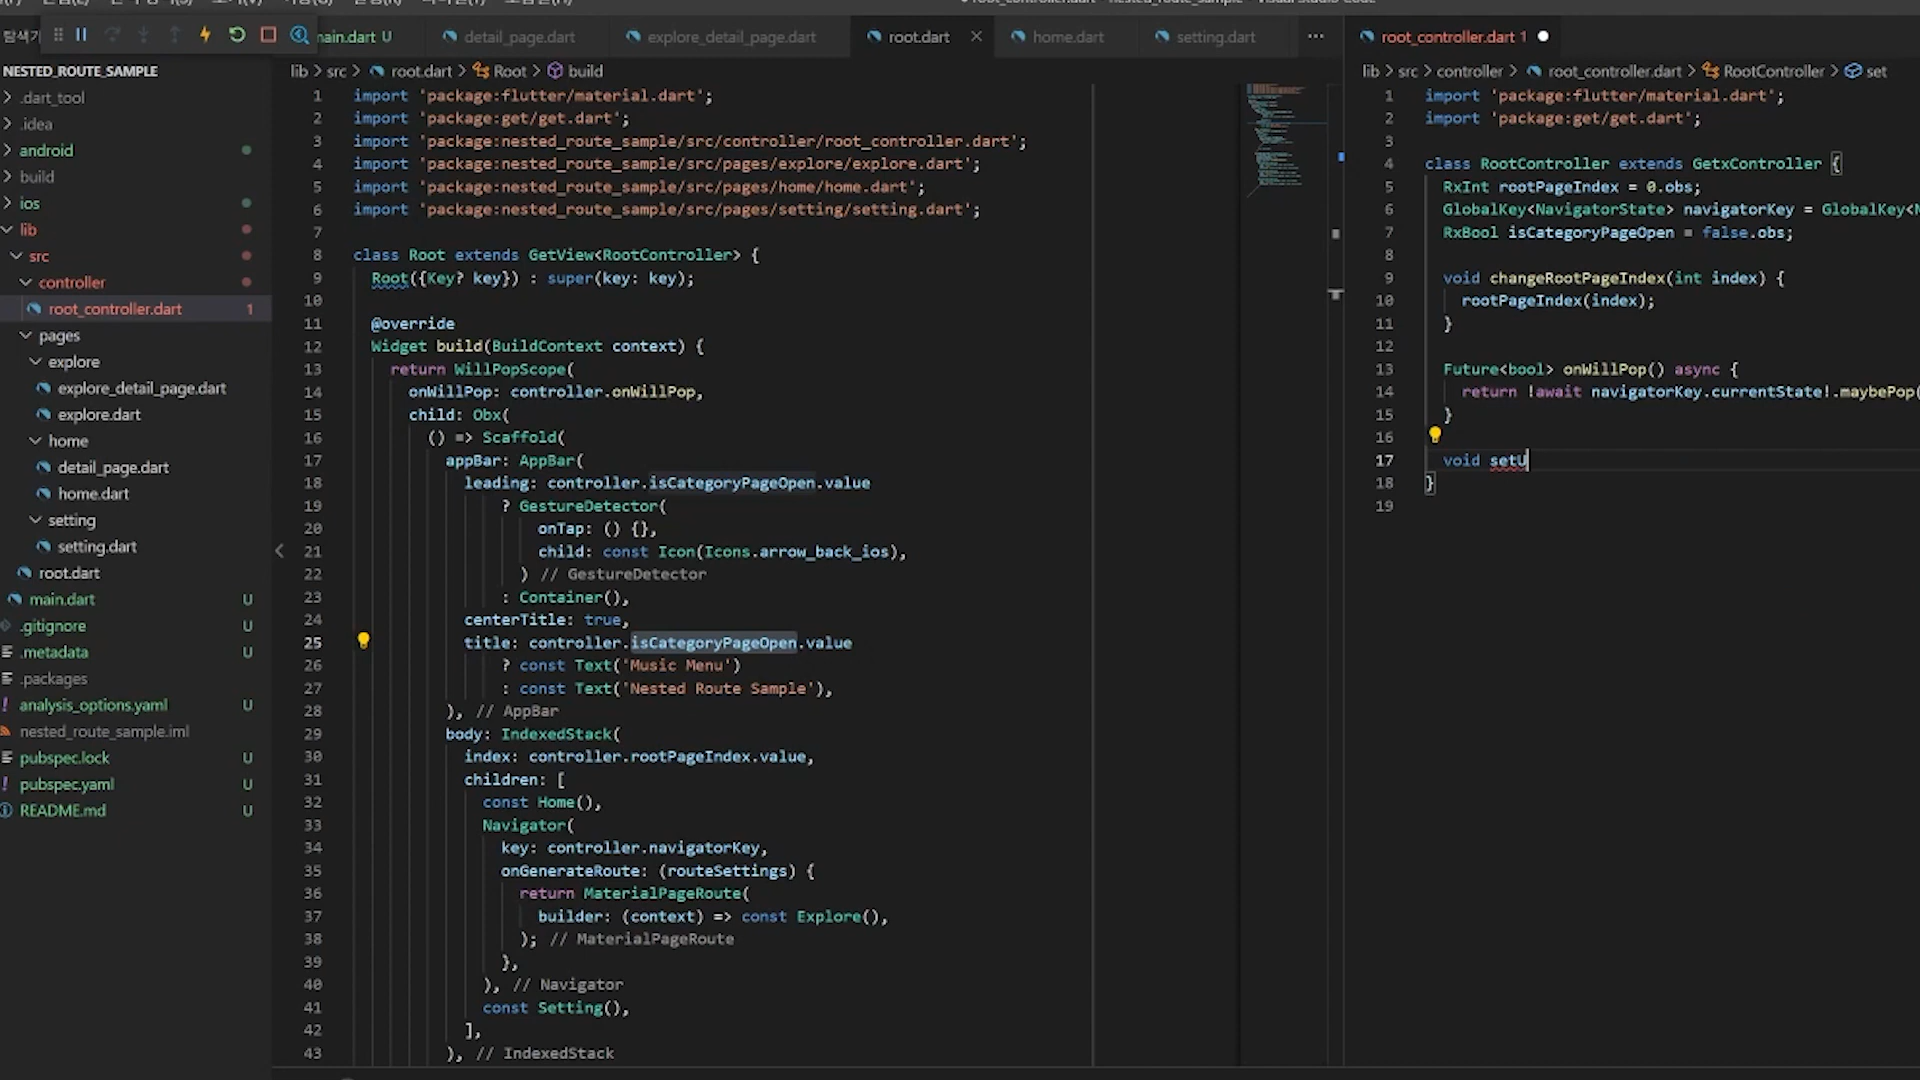 root_controller.dart - nested_route_sample - Visual Studio Code
탐색기
main.dart U
detail_page.dart
explore_detail_page.dart
root.dart
home.dart
setting.dart
NESTED_ROUTE_SAMPLE
.dart_tool
.idea
android
build
ios
lib
src
controller
root_controller.dart 1
pages
explore
explore_detail_page.dart
explore.dart
home
detail_page.dart
home.dart
setting
setting.dart
root.dart
main.dart U
.gitignore U
.metadata U
.packages
analysis_options.yaml U
nested_route_sample.iml
pubspec.lock U
pubspec.yaml U
README.md U
lib > src > root.dart > Root > build
1 import 'package:flutter/material.dart';
2 import 'package:get/get.dart';
3 import 'package:nested_route_sample/src/controller/root_controller.dart';
4 import 'package:nested_route_sample/src/pages/explore/explore.dart';
5 import 'package:nested_route_sample/src/pages/home/home.dart';
6 import 'package:nested_route_sample/src/pages/setting/setting.dart';
7
8 class Root extends GetView<RootController> {
9 Root({Key? key}) : super(key: key);
10
11 @override
12 Widget build(BuildContext context) {
13 return WillPopScope(
14 onWillPop: controller.onWillPop,
15 child: Obx(
16 () => Scaffold(
17 appBar: AppBar(
18 leading: controller.isCategoryPageOpen.value
19 ? GestureDetector(
20 onTap: () {},
21 child: const Icon(Icons.arrow_back_ios),
22 ) // GestureDetector
23 : Container(),
24 centerTitle: true,
25 title: controller.isCategoryPageOpen.value
26 ? const Text('Music Menu')
27 : const Text('Nested Route Sample'),
28 ), // AppBar
29 body: IndexedStack(
30 index: controller.rootPageIndex.value,
31 children: [
32 const Home(),
33 Navigator(
34 key: controller.navigatorKey,
35 onGenerateRoute: (routeSettings) {
36 return MaterialPageRoute(
37 builder: (context) => const Explore(),
38 ); // MaterialPageRoute
39 },
40 ), // Navigator
41 const Setting(),
42 ],
43 ), // IndexedStack
root_controller.dart 1
lib > src > controller > root_controller.dart > RootController > set
1 import 'package:flutter/material.dart';
2 import 'package:get/get.dart';
3
4 class RootController extends GetxController {
5 RxInt rootPageIndex = 0.obs;
6 GlobalKey<NavigatorState> navigatorKey = GlobalKey<N
7 RxBool isCategoryPageOpen = false.obs;
8
9 void changeRootPageIndex(int index) {
10 rootPageIndex(index);
11 }
12
13 Future<bool> onWillPop() async {
14 return !await navigatorKey.currentState!.maybePop(
15 }
16
17 void setU
18 }
19